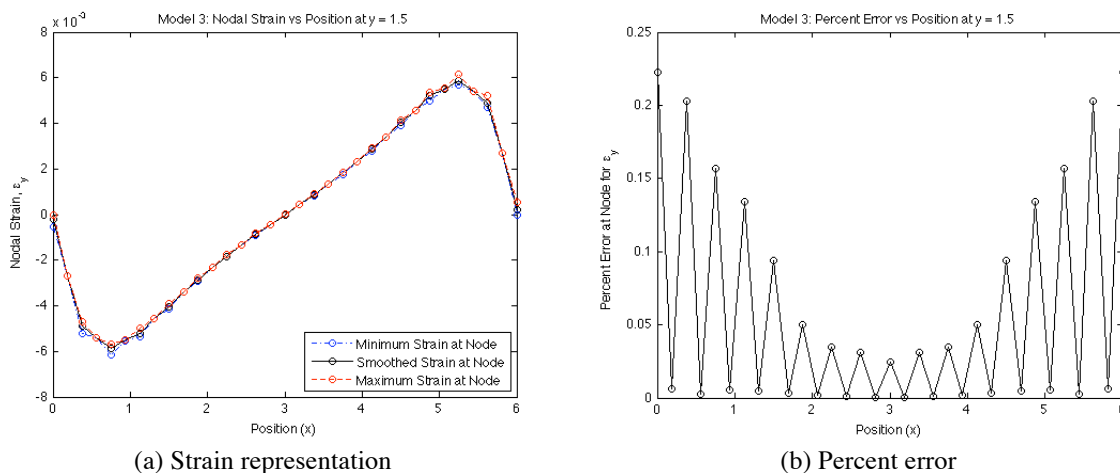 Model 3: Nodal Strain vs Position at y = 1.5
x 10⁻³
8
6
4
2
0
-2
-4
-6
-8
Nodal Strain, ε_y
0 1 2 3 4 5 6
Position (x)
Minimum Strain at Node
Smoothed Strain at Node
Maximum Strain at Node
(a) Strain representation
Model 3: Percent Error vs Position at y = 1.5
0.25
0.2
0.15
0.1
0.05
0
Percent Error at Node for ε_y
0 1 2 3 4 5
Position (x)
(b) Percent error